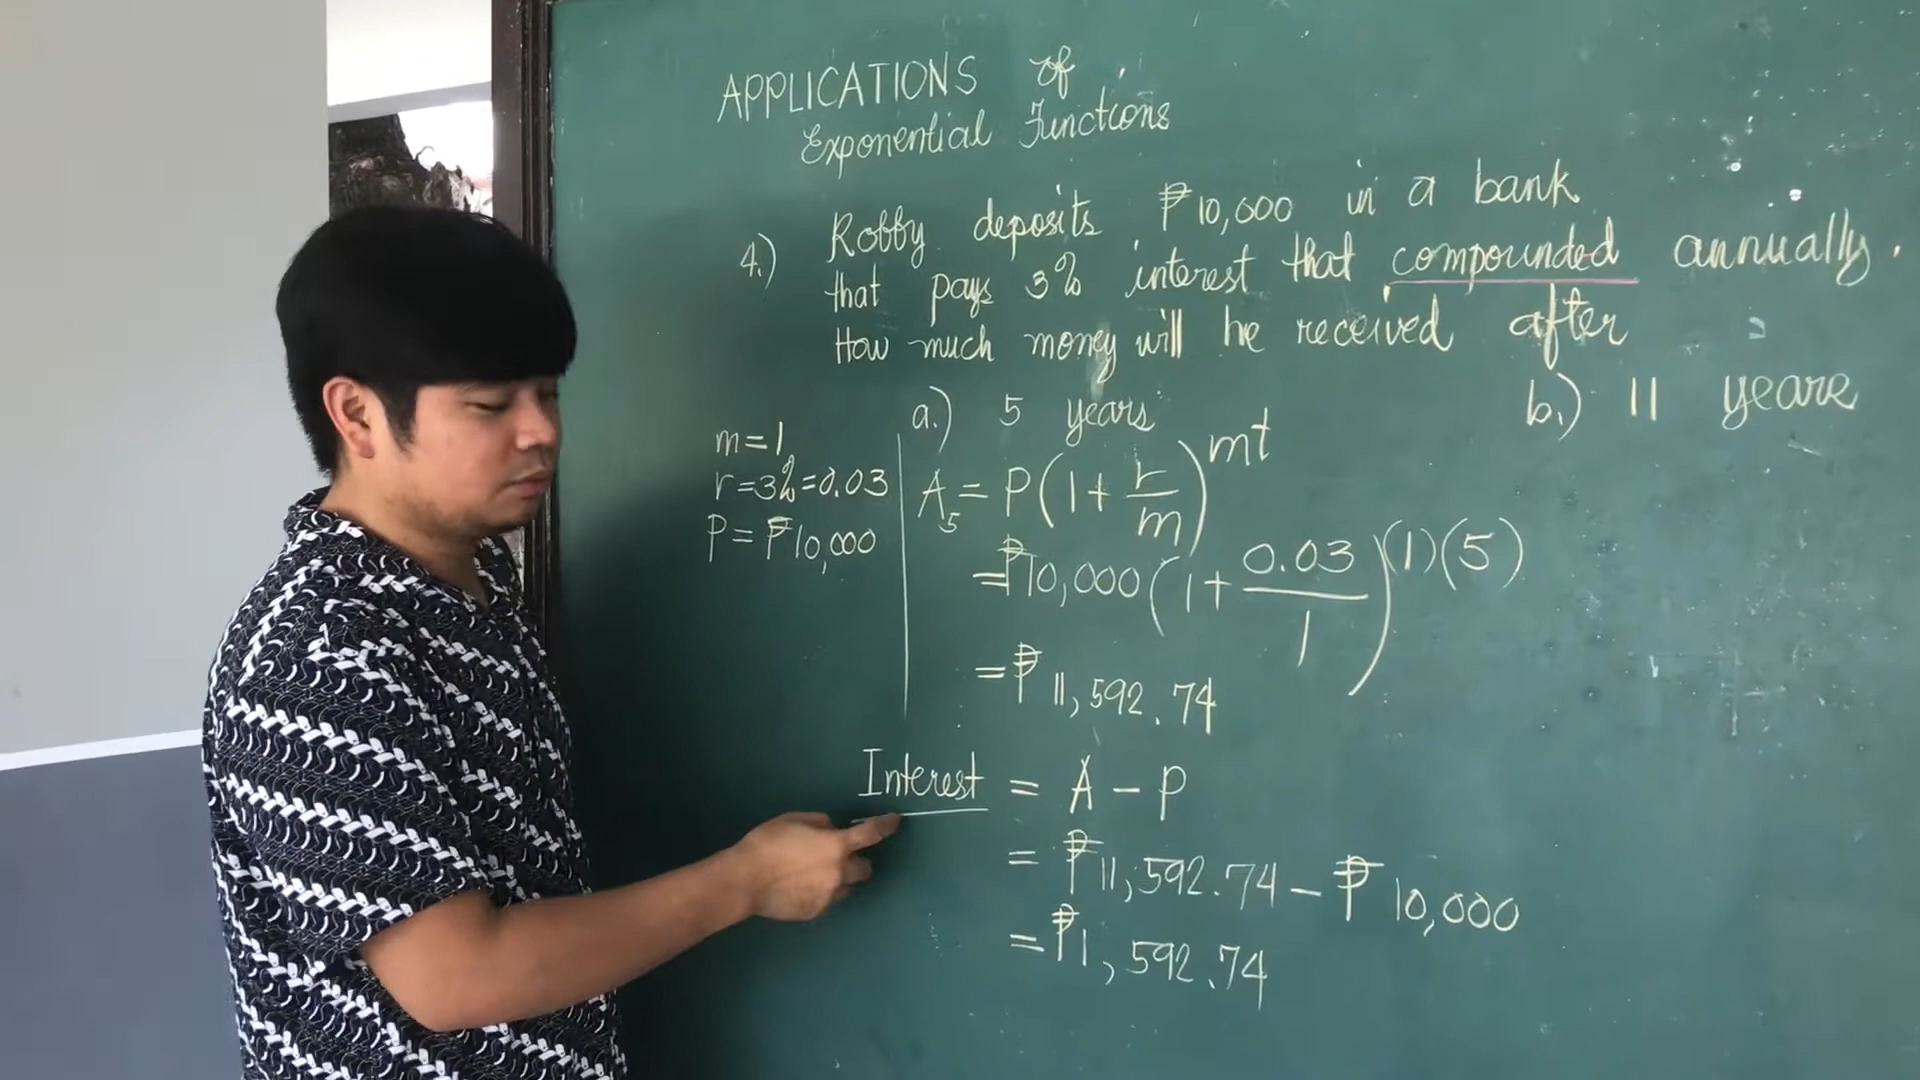 APPLICATIONS of
Exponential Functions
4.) Robby deposits ₱10,000 in a bank
that pays 3% interest that compounded annually.
How much money will he received after
a.) 5 years b.) 11 years
m=1
r=3%=0.03
P=₱10,000
A₅ = P(1+r/m)^mt
=₱10,000(1+0.03/1)^(1)(5)
=₱11,592.74
Interest = A - P
= ₱11,592.74 - ₱10,000
=₱1,592.74